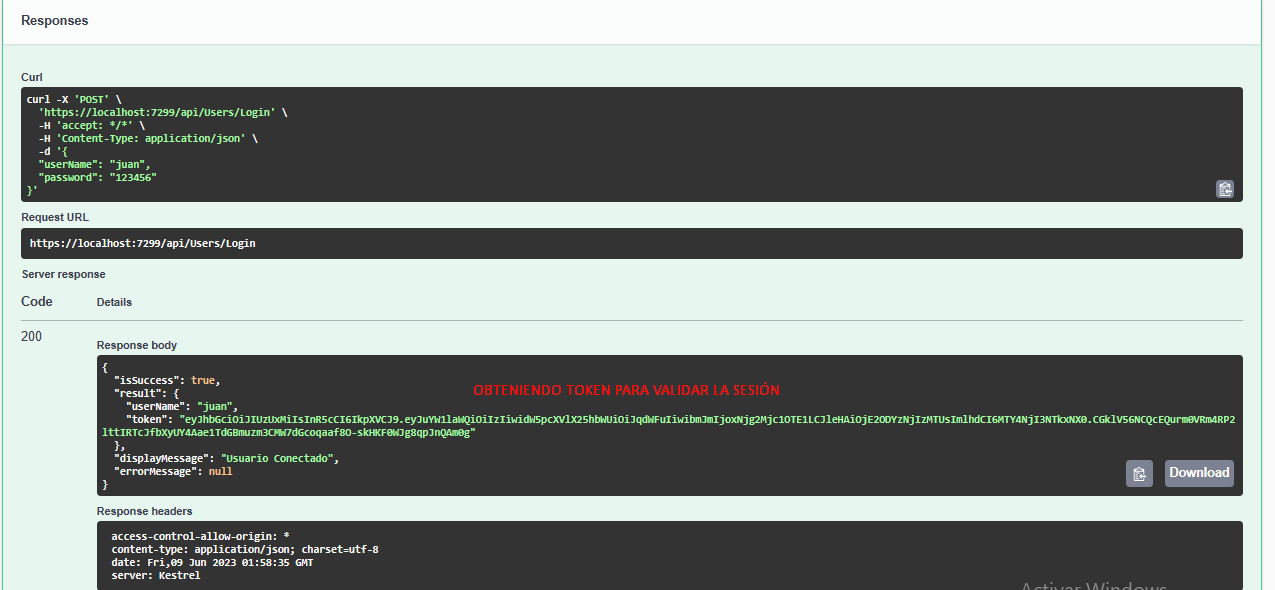 Responses
Curl
curl -X 'POST' \
'https://localhost:7299/api/Users/Login' \
-H 'accept: */*' \
-H 'Content-Type: application/json' \
-d '{
"userName": "juan",
"password": "123456"
}'
Request URL
https://localhost:7299/api/Users/Login
Server response
Code Details
200
Response body
{
"isSuccess": true,
"result": {
OBTENIENDO TOKEN PARA VALIDAR LA SESIÓN
"userName": "juan",
"token": "eyJhbGciOiJIUzUxMiIsInR5cCI6IkpXVCJ9.eyJuYW1laWQiOiIzIiwidW5pcXVlX25hbWUiOiJqdWFuIiwibmJmIjoxNjg2Mjc1OTE1LCJleHAiOjE2ODYzNjIzMTUsImlhdCI6MTY4NjI3NTkxNX0.CGklV56NCQcEQurm0VRm4RP2
lttIRTcJfbXyUY4Aae1TdGBmuzm3CMW7dGcoqaaf8O-skHKF0WJg8qpJnQAm0g"
},
"displayMessage": "Usuario Conectado",
"errorMessage": null
}
Download
Response headers
access-control-allow-origin: *
content-type: application/json; charset=utf-8
date: Fri,09 Jun 2023 01:58:35 GMT
server: Kestrel
Activar Windows